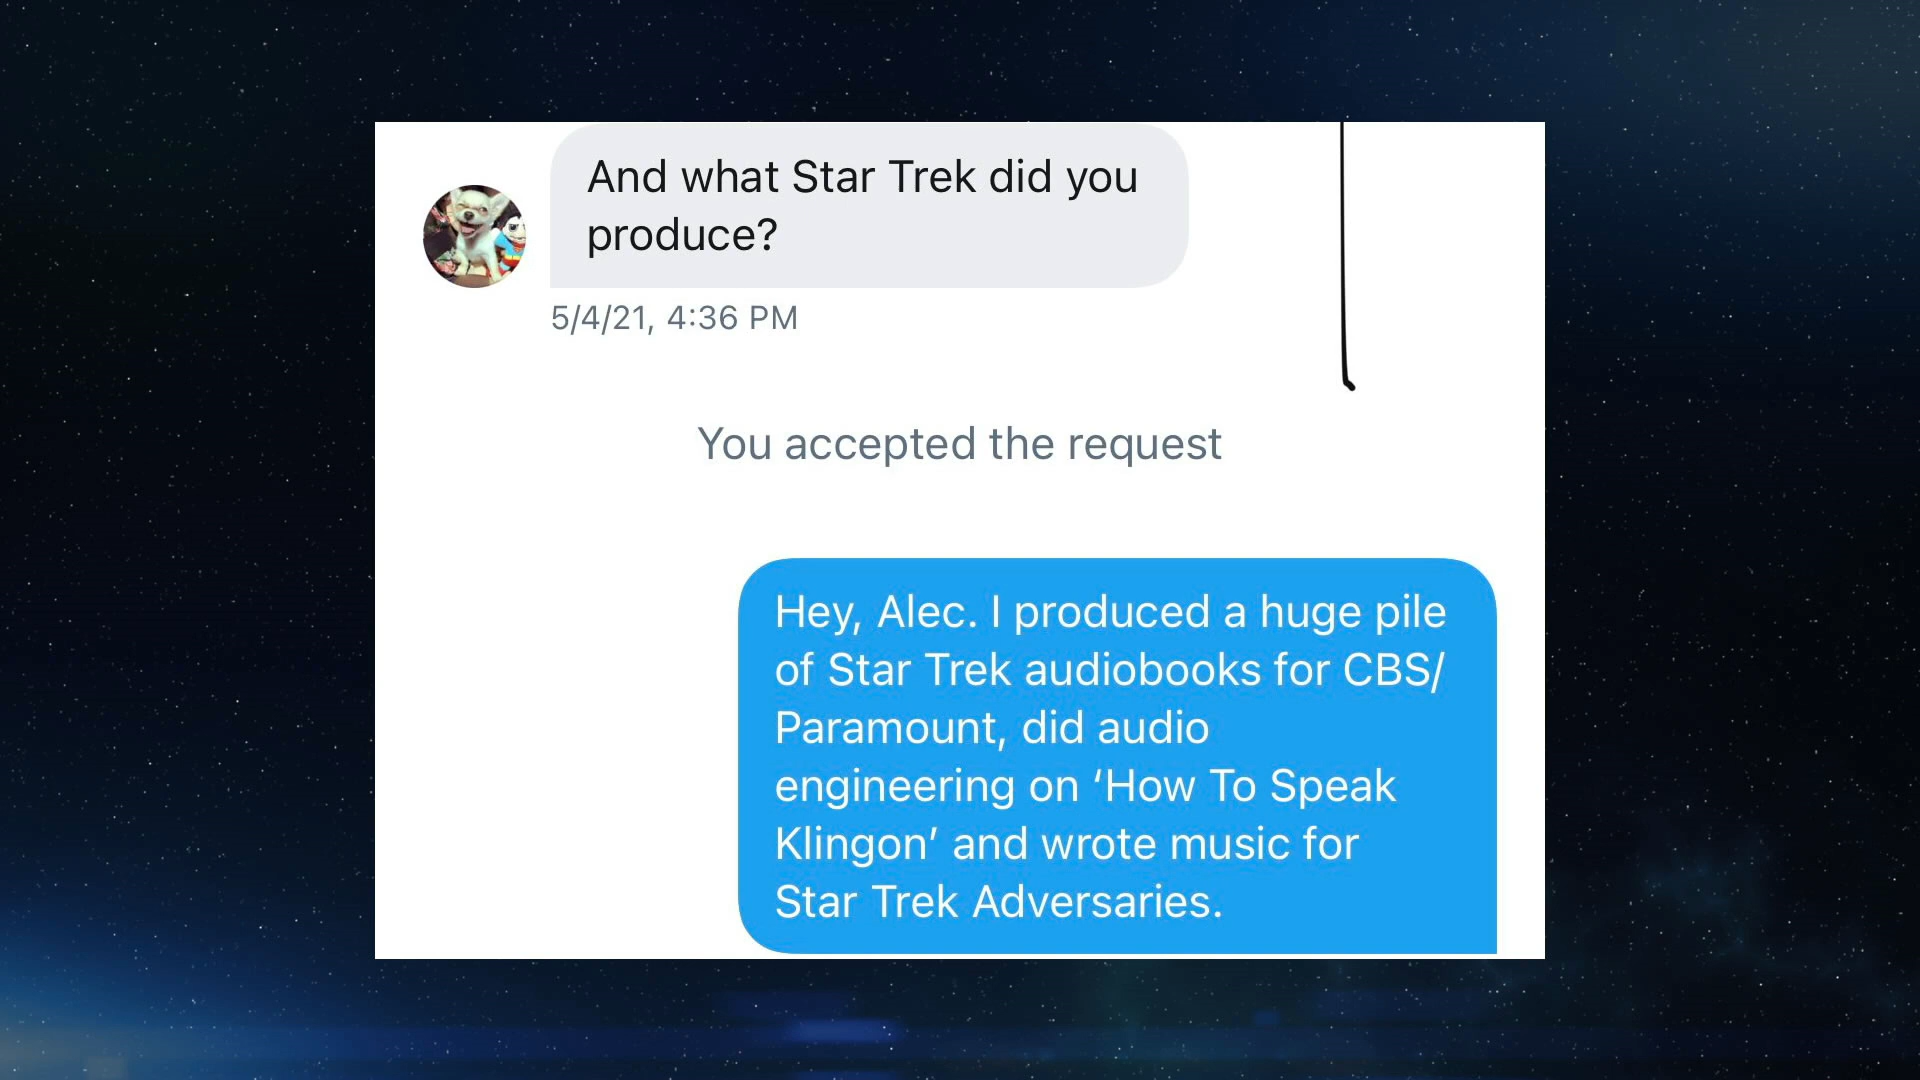 And what Star Trek did you
produce?
5/4/21, 4:36 PM
You accepted the request
Hey, Alec. I produced a huge pile
of Star Trek audiobooks for CBS/
Paramount, did audio
engineering on ‘How To Speak
Klingon’ and wrote music for
Star Trek Adversaries.